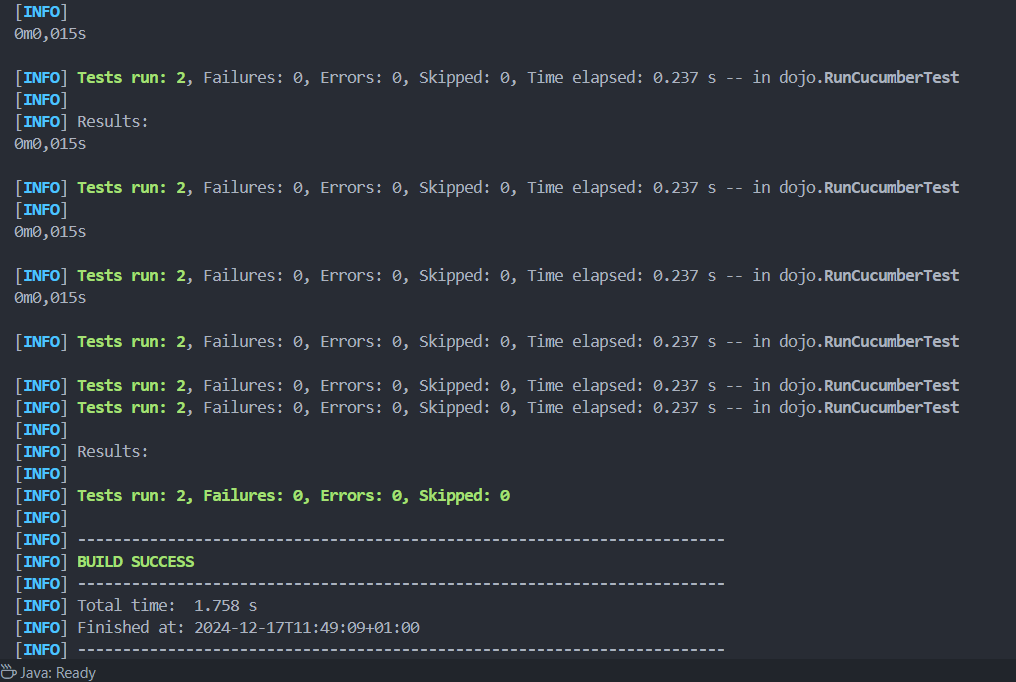 [INFO]
0m0,015s
[INFO] Tests run: 2, Failures: 0, Errors: 0, Skipped: 0, Time elapsed: 0.237 s -- in dojo.RunCucumberTest
[INFO]
[INFO] Results:
0m0,015s
[INFO] Tests run: 2, Failures: 0, Errors: 0, Skipped: 0, Time elapsed: 0.237 s -- in dojo.RunCucumberTest
[INFO]
0m0,015s
[INFO] Tests run: 2, Failures: 0, Errors: 0, Skipped: 0, Time elapsed: 0.237 s -- in dojo.RunCucumberTest
0m0,015s
[INFO] Tests run: 2, Failures: 0, Errors: 0, Skipped: 0, Time elapsed: 0.237 s -- in dojo.RunCucumberTest
[INFO] Tests run: 2, Failures: 0, Errors: 0, Skipped: 0, Time elapsed: 0.237 s -- in dojo.RunCucumberTest
[INFO] Tests run: 2, Failures: 0, Errors: 0, Skipped: 0, Time elapsed: 0.237 s -- in dojo.RunCucumberTest
[INFO]
[INFO] Results:
[INFO]
[INFO] Tests run: 2, Failures: 0, Errors: 0, Skipped: 0
[INFO]
[INFO] ------------------------------------------------------------------------
[INFO] BUILD SUCCESS
[INFO] ------------------------------------------------------------------------
[INFO] Total time:  1.758 s
[INFO] Finished at: 2024-12-17T11:49:09+01:00
[INFO] ------------------------------------------------------------------------
Java: Ready